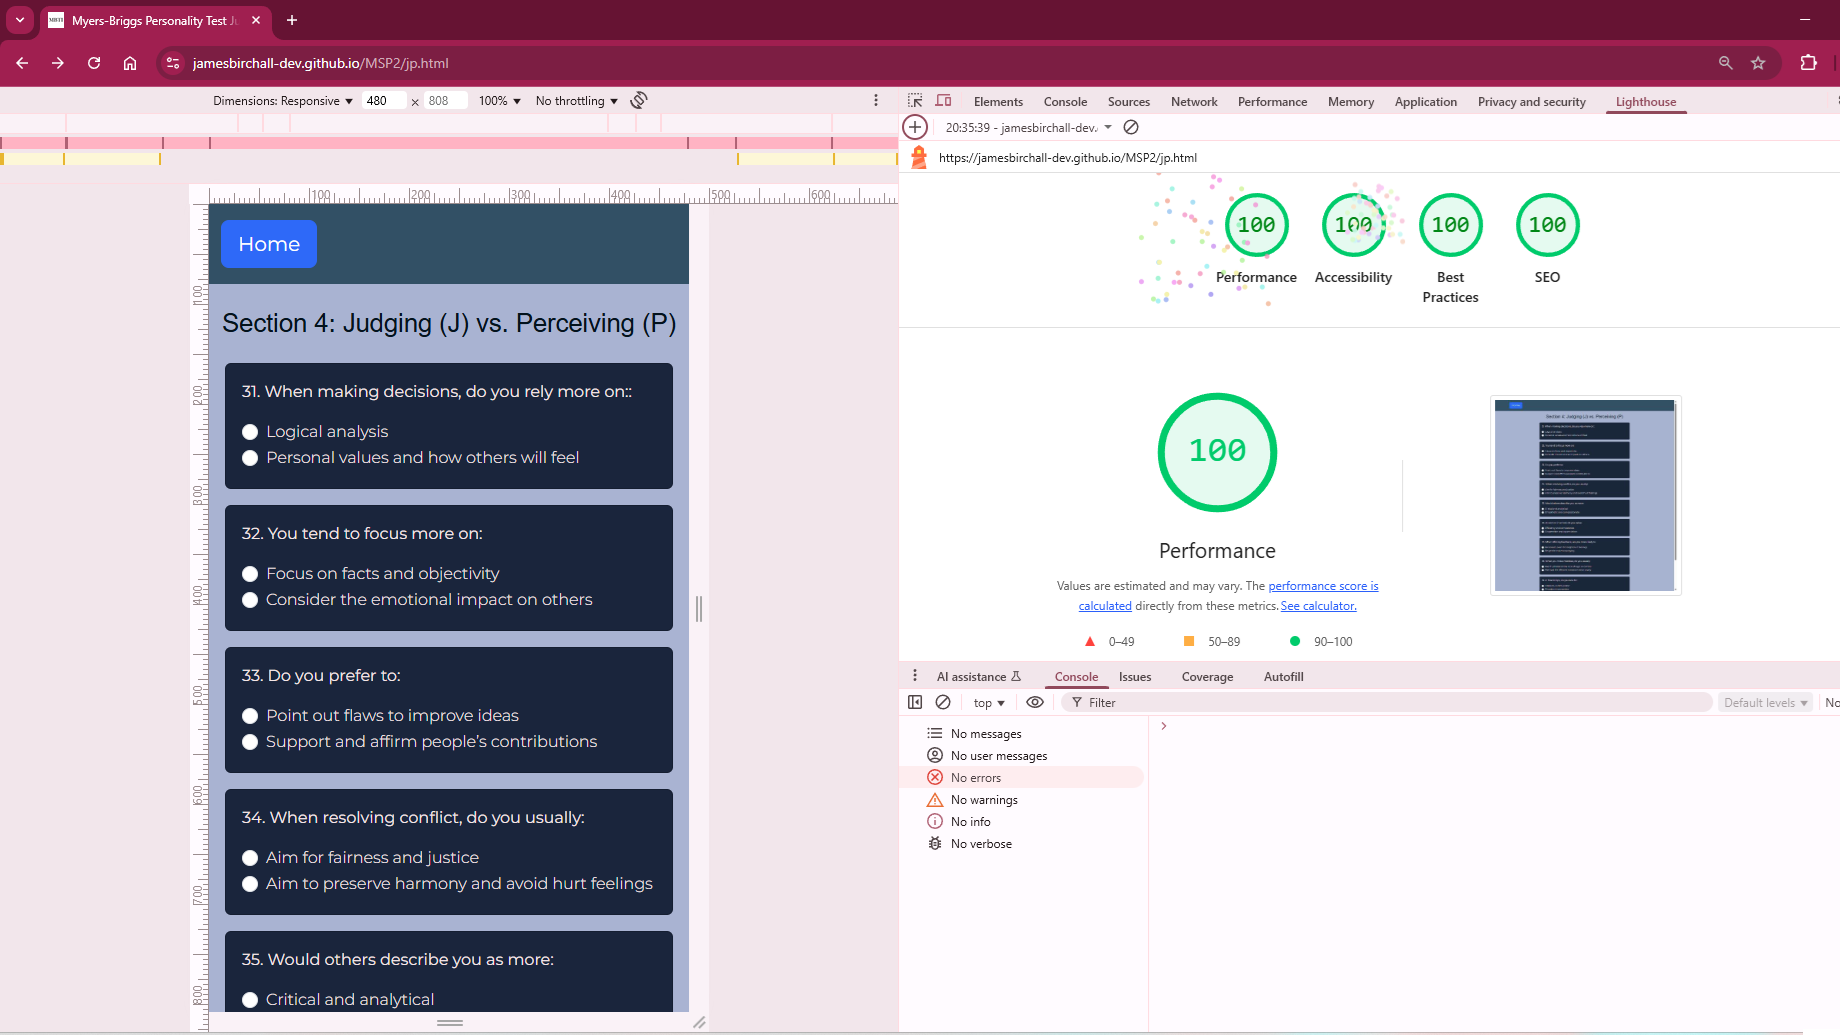 Myers-Briggs Personality Test Ju
jamesbirchall-dev.github.io/MSP2/jp.html
Dimensions: Responsive 480 × 808 100% No throttling
Elements Console Sources Network Performance Memory Application Privacy and security Lighthouse
20:35:39 - jamesbirchall-dev.
https://jamesbirchall-dev.github.io/MSP2/jp.html
100 100 100 100
Performance Accessibility Best Practices SEO
100
Performance
Values are estimated and may vary. The performance score is
calculated directly from these metrics. See calculator.
0–49 50–89 90–100
100 200 300 400 500 600
100
200
300
400
500
600
700
800
Home
Section 4: Judging (J) vs. Perceiving (P)
31. When making decisions, do you rely more on::
Logical analysis
Personal values and how others will feel
32. You tend to focus more on:
Focus on facts and objectivity
Consider the emotional impact on others
33. Do you prefer to:
Point out flaws to improve ideas
Support and affirm people’s contributions
34. When resolving conflict, do you usually:
Aim for fairness and justice
Aim to preserve harmony and avoid hurt feelings
35. Would others describe you as more:
Critical and analytical
AI assistance Console Issues Coverage Autofill
top Filter Default levels No
No messages
No user messages
No errors
No warnings
No info
No verbose